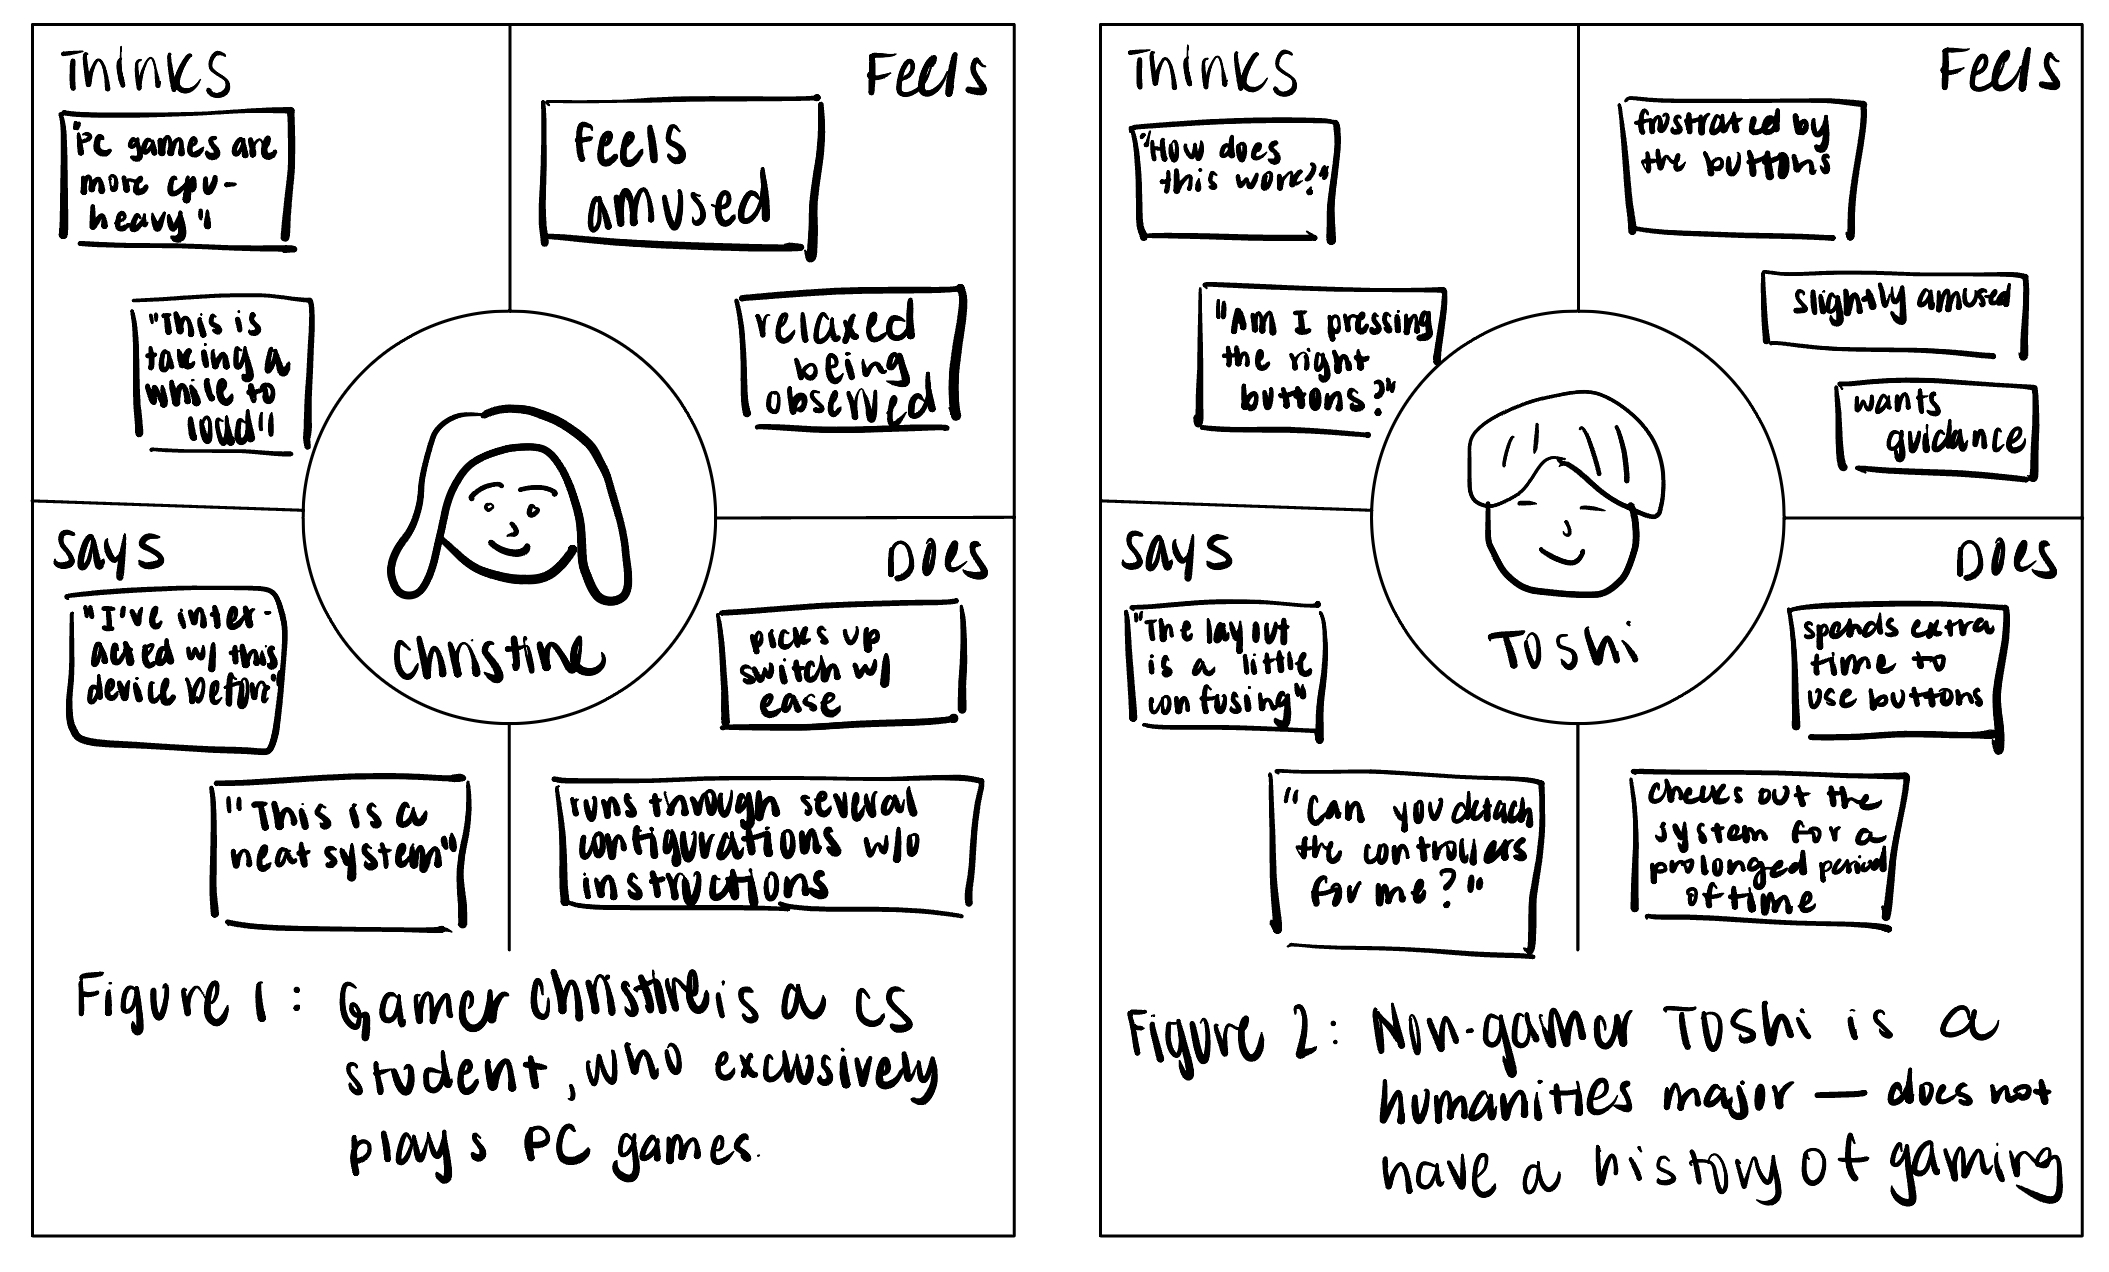 Thinks
"PC games are
more cpu-
heavy"
"This is
taking a
while to
load"
Feels
Feels
amused
relaxed
being
observed
Says
"I've inter-
acted w/ this
device before"
"This is a
neat system"
Does
picks up
switch w/
ease
runs through several
configurations w/o
instructions
christine
Figure 1: Gamer christine is a CS
student, who exclusively
plays PC games.
Thinks
"How does
this work?"
"Am I pressing
the right
buttons?"
Feels
frustrated by
the buttons
slightly amused
wants
guidance
Says
"The layout
is a little
confusing"
"Can you detach
the controllers
for me?"
Does
spends extra
time to
use buttons
checks out the
system for a
prolonged period
of time
Toshi
Figure 2: Non-gamer Toshi is a
humanities major — does not
have a history of gaming